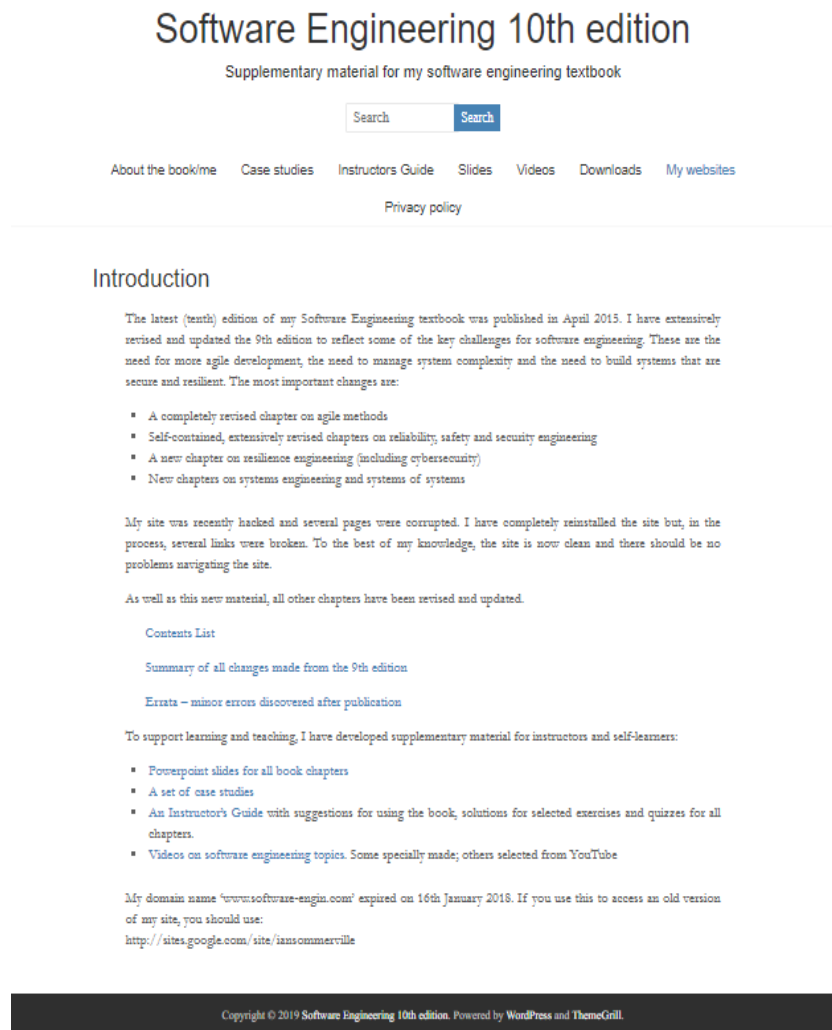 Software Engineering 10th edition
Supplementary material for my software engineering textbook
Search Search
About the book/me Case studies Instructors Guide Slides Videos Downloads My websites
Privacy policy
Introduction
The latest (tenth) edition of my Software Engineering textbook was published in April 2015. I have extensively
revised and updated the 9th edition to reflect some of the key challenges for software engineering. These are the
need for more agile development, the need to manage system complexity and the need to build systems that are
secure and resilient. The most important changes are:
▪ A completely revised chapter on agile methods
▪ Self-contained, extensively revised chapters on reliability, safety and security engineering
▪ A new chapter on resilience engineering (including cybersecurity)
▪ New chapters on systems engineering and systems of systems
My site was recently hacked and several pages were corrupted. I have completely reinstalled the site but, in the
process, several links were broken. To the best of my knowledge, the site is now clean and there should be no
problems navigating the site.
As well as this new material, all other chapters have been revised and updated.
Contents List
Summary of all changes made from the 9th edition
Errata – minor errors discovered after publication
To support learning and teaching, I have developed supplementary material for instructors and self-learners:
▪ Powerpoint slides for all book chapters
▪ A set of case studies
▪ An Instructor's Guide with suggestions for using the book, solutions for selected exercises and quizzes for all
chapters.
▪ Videos on software engineering topics. Some specially made; others selected from YouTube
My domain name 'www.software-engin.com' expired on 16th January 2018. If you use this to access an old version
of my site, you should use:
http://sites.google.com/site/iansommerville
Copyright © 2019 Software Engineering 10th edition. Powered by WordPress and ThemeGrill.